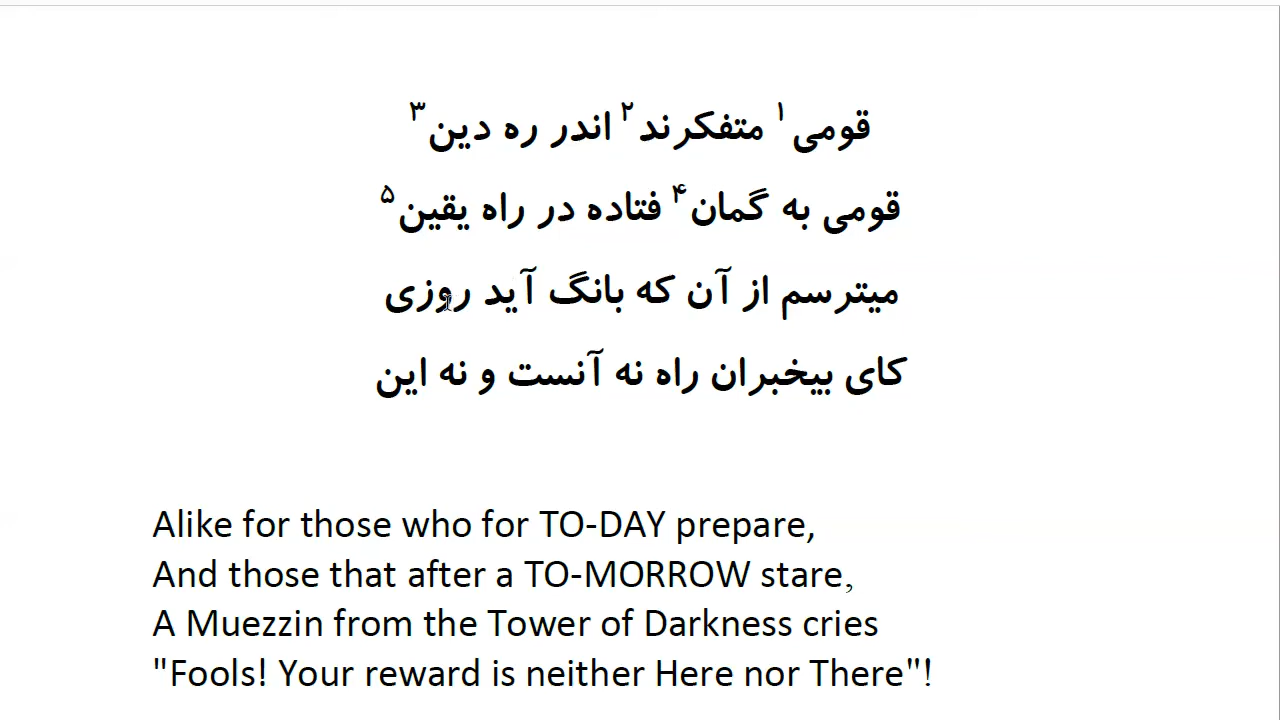 قومی۱ متفکرند۲ اندر ره دین۳
قومی به گمان۴ فتاده در راه یقین۵
میترسم از آن که بانگ آید روزی
کای بیخبران راه نه آنست و نه این
Alike for those who for TO-DAY prepare,
And those that after a TO-MORROW stare,
A Muezzin from the Tower of Darkness cries
"Fools! Your reward is neither Here nor There"!